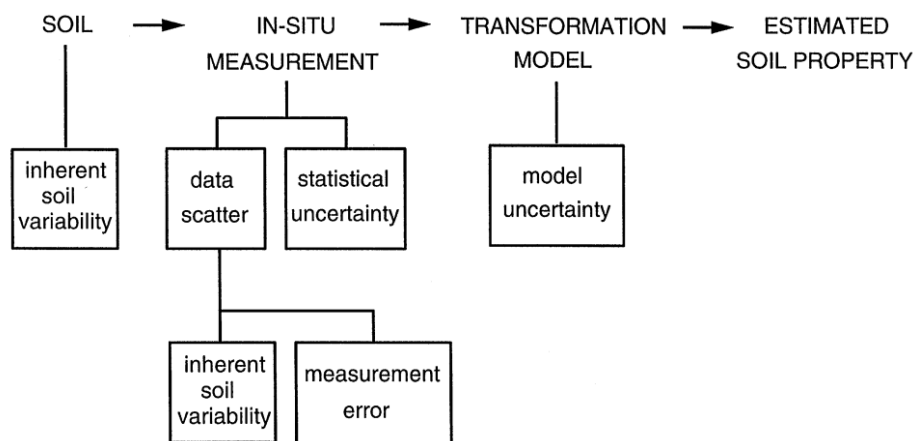 SOIL
IN-SITU
MEASUREMENT
TRANSFORMATION
MODEL
ESTIMATED
SOIL PROPERTY
inherent
soil
variability
data
scatter
statistical
uncertainty
model
uncertainty
inherent
soil
variability
measurement
error